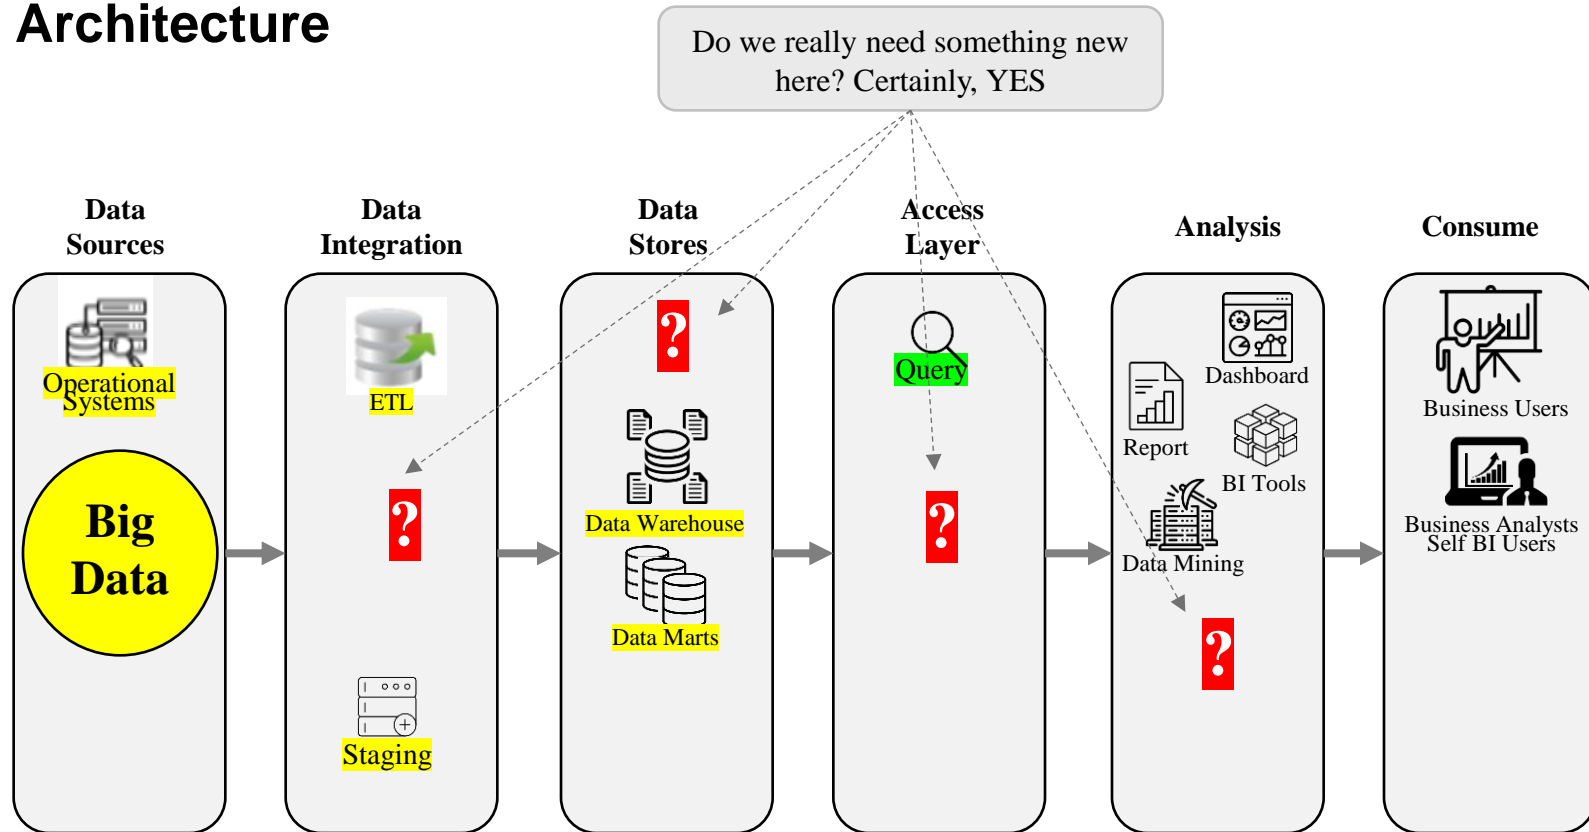 Architecture
Do we really need something new
here? Certainly, YES
Data
Sources
Data
Integration
Data
Stores
Access
Layer
Analysis
Consume
Operational
Systems
Big
Data
ETL
?
Staging
?
Data Warehouse
Data Marts
Query
?
Dashboard
Report
BI Tools
Data Mining
?
Business Users
Business Analysts
Self BI Users